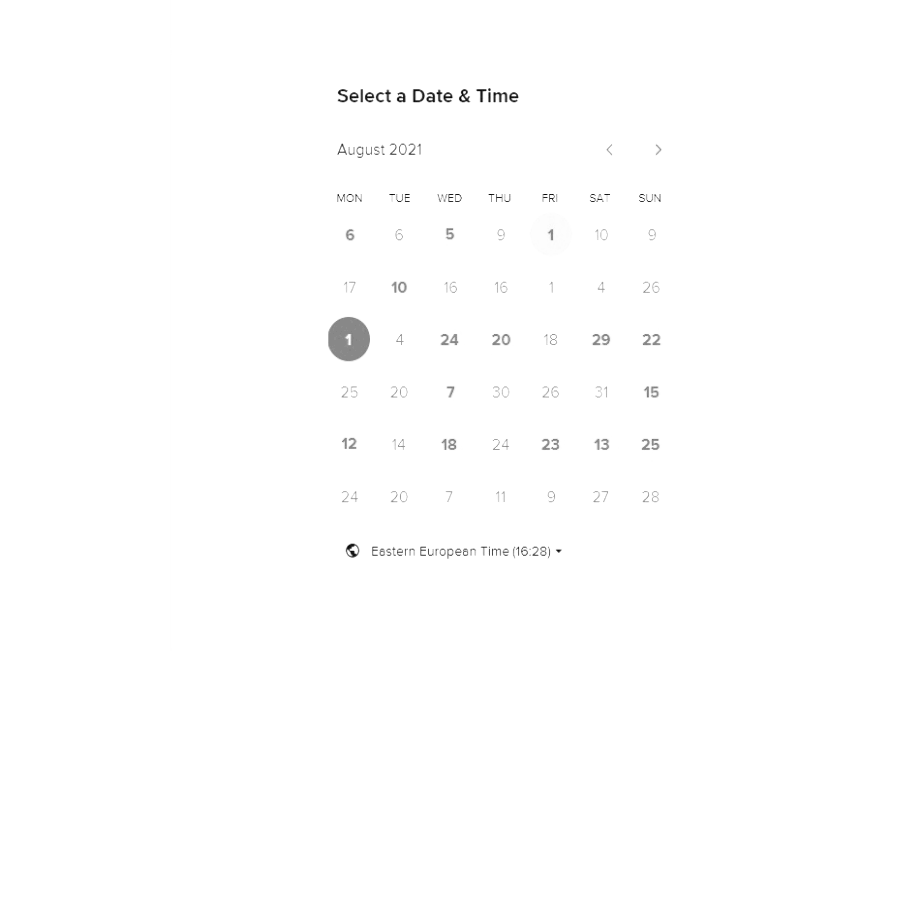 Select a Date & Time
August 2021
MON TUE WED THU FRI SAT SUN
6 6 5 9 1 10 9
17 10 16 16 1 4 26
1 4 24 20 18 29 22
25 20 7 30 26 31 15
12 14 18 24 23 13 25
24 20 7 11 9 27 28
Eastern European Time (16:28)